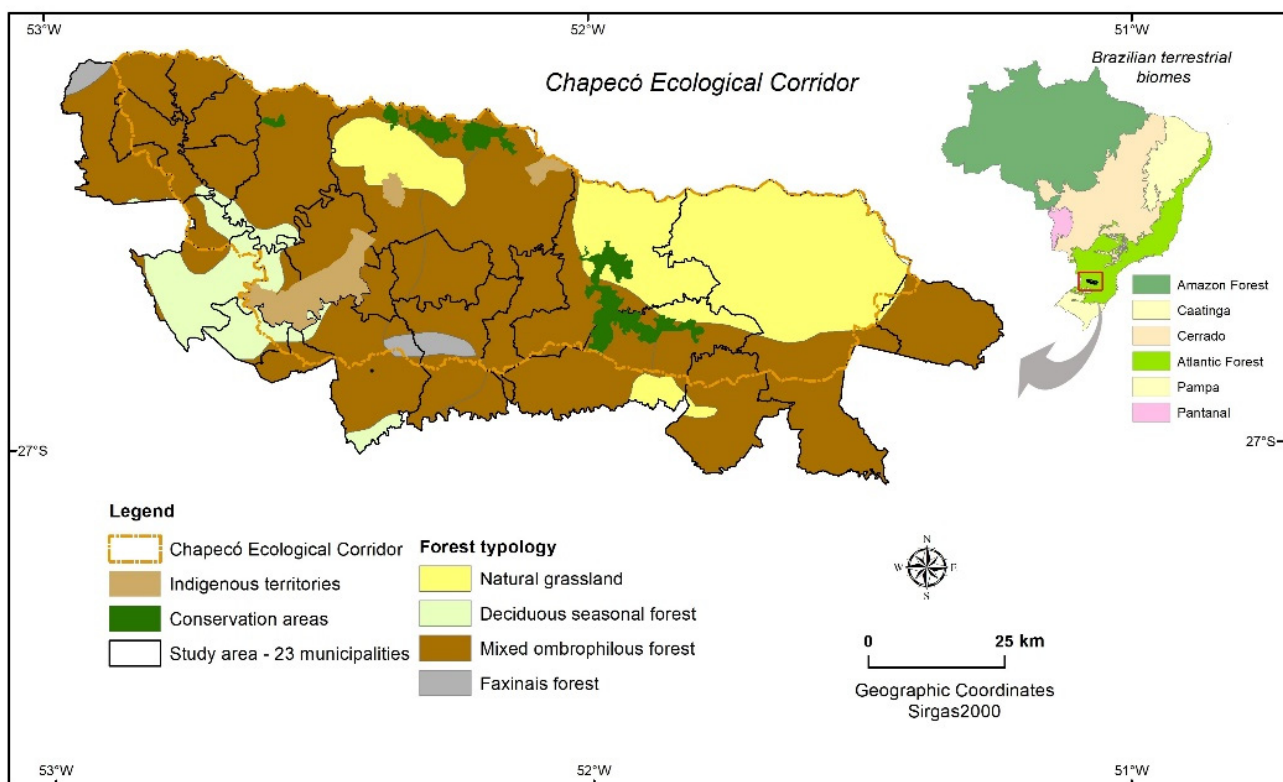 53°W
52°W
51°W
Chapecó Ecological Corridor
Brazilian terrestrial
biomes
Amazon Forest
Caatinga
Cerrado
Atlantic Forest
Pampa
Pantanal
27°S
27°S
Legend
Chapecó Ecological Corridor
Indigenous territories
Conservation areas
Study area - 23 municipalities
Forest typology
Natural grassland
Deciduous seasonal forest
Mixed ombrophilous forest
Faxinais forest
N
W
E
S
0
25 km
Geographic Coordinates
Sirgas2000
53°W
52°W
51°W